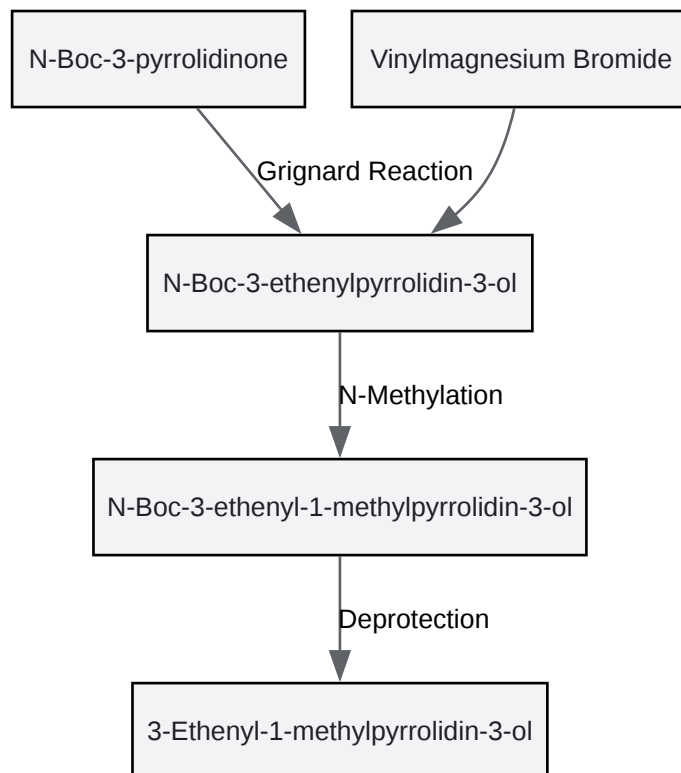 N-Boc-3-pyrrolidinone
Vinylmagnesium Bromide
Grignard Reaction
N-Boc-3-ethenylpyrrolidin-3-ol
N-Methylation
N-Boc-3-ethenyl-1-methylpyrrolidin-3-ol
Deprotection
3-Ethenyl-1-methylpyrrolidin-3-ol